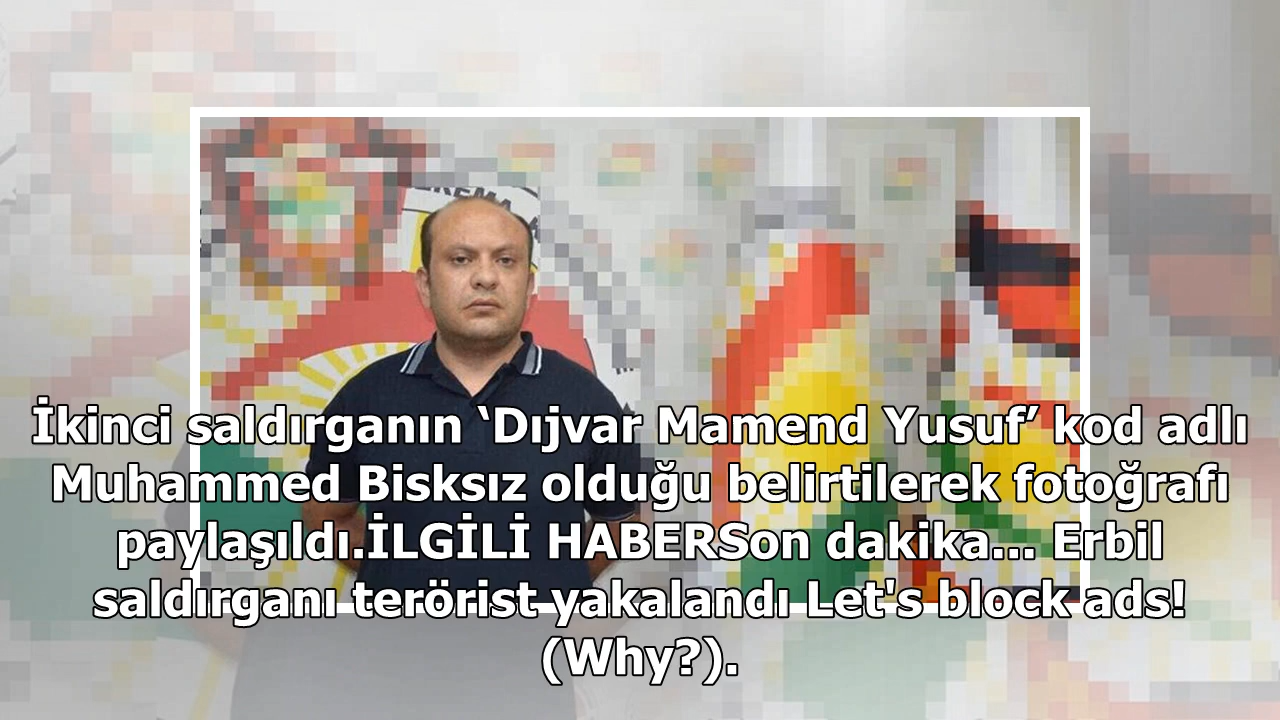 EREMA
İkinci saldırganın ‘Dıjvar Mamend Yusuf’ kod adlı
Muhammed Bisksız olduğu belirtilerek fotoğrafı
paylaşıldı.İLGİLİ HABERSon dakika... Erbil
saldırganı terörist yakalandı Let's block ads!
(Why?).